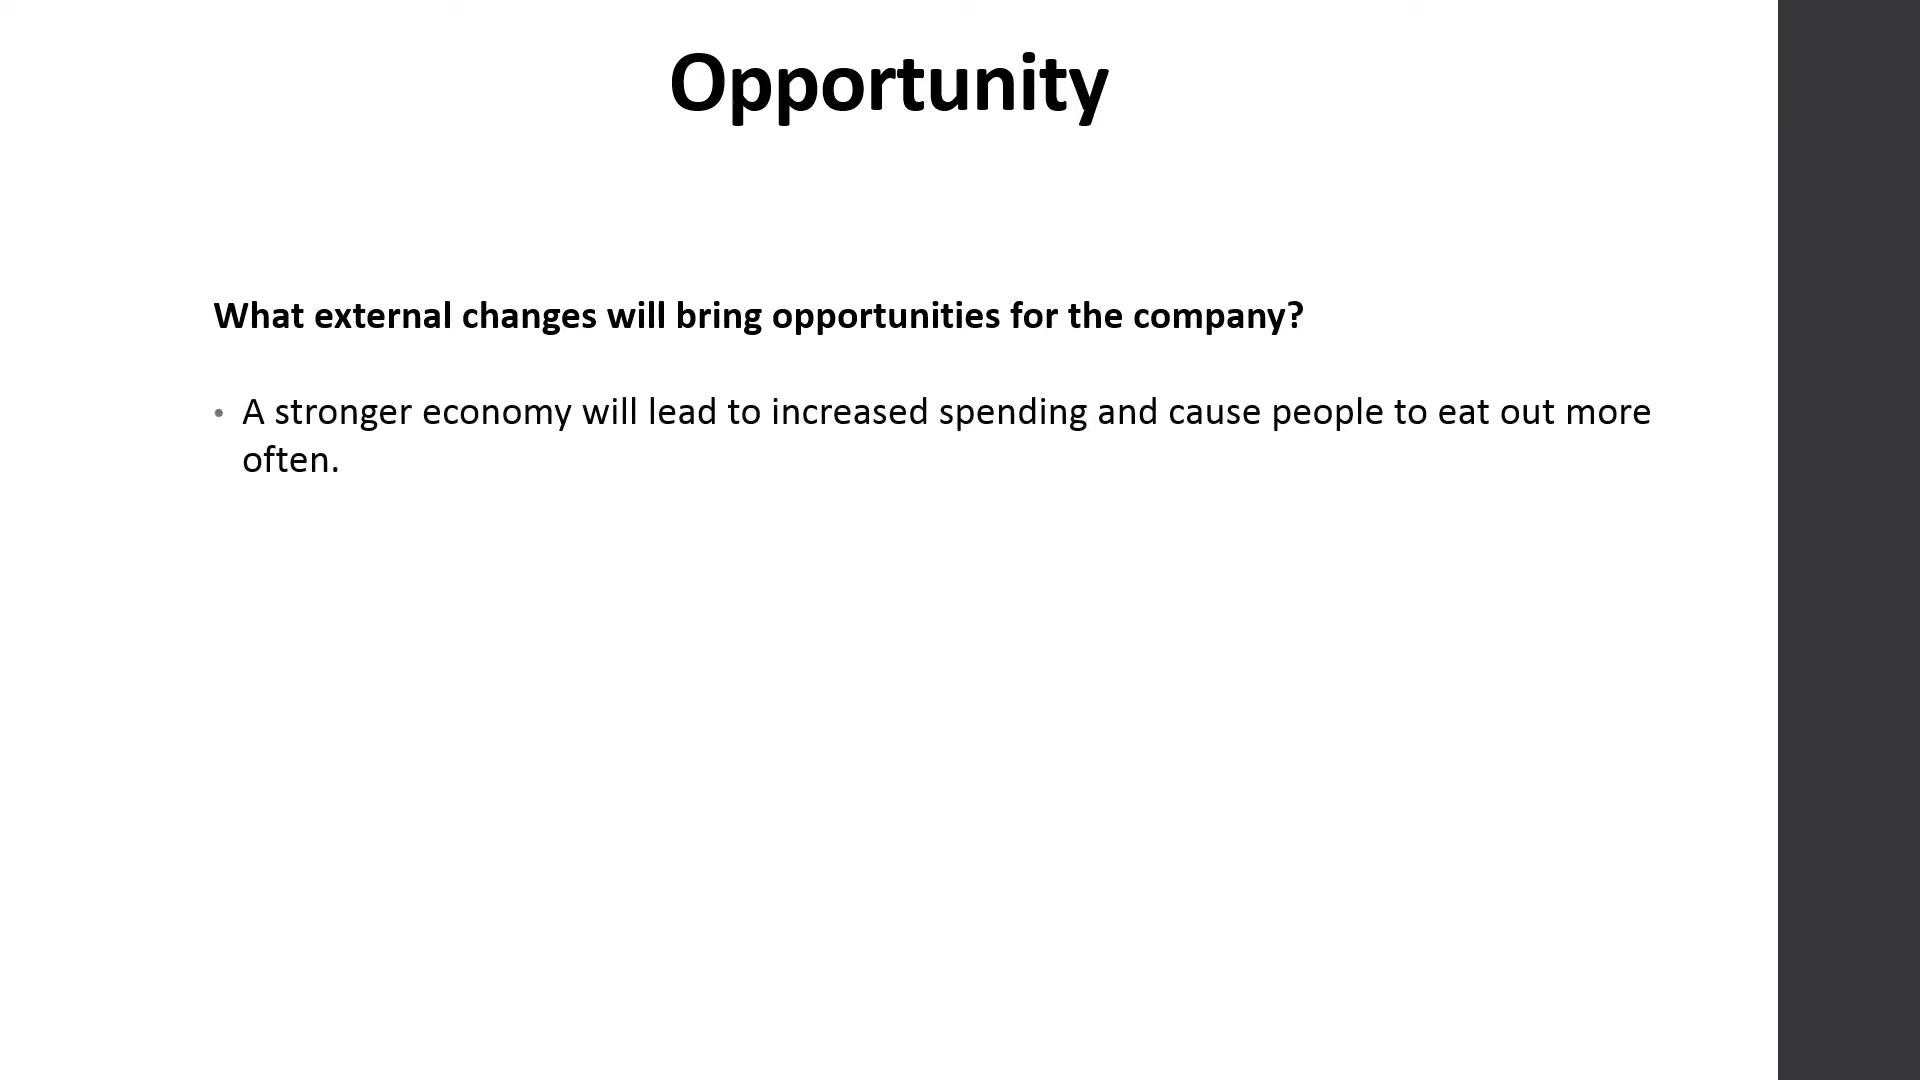 Opportunity
What external changes will bring opportunities for the company?
• A stronger economy will lead to increased spending and cause people to eat out more
often.